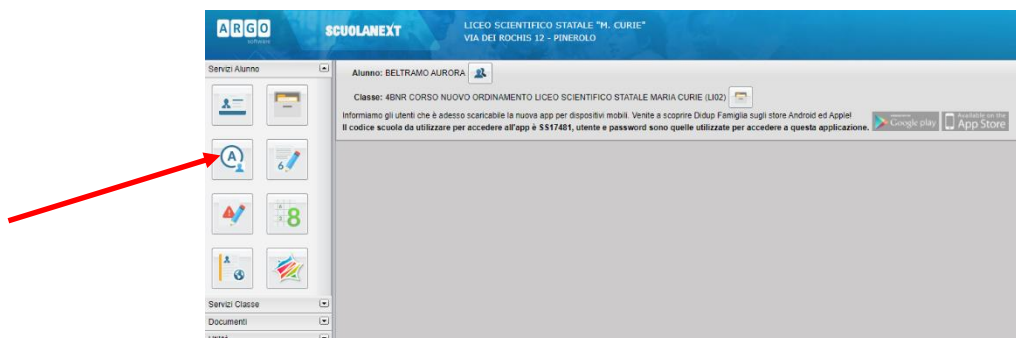 ARGO
software
SCUOLANEXT
LICEO SCIENTIFICO STATALE "M. CURIE"
VIA DEI ROCHIS 12 - PINEROLO
Servizi Alunno
Alunno: BELTRAMO AURORA
Classe: 4BNR CORSO NUOVO ORDINAMENTO LICEO SCIENTIFICO STATALE MARIA CURIE (LI02)
Informiamo gli utenti che è adesso scaricabile la nuova app per dispositivi mobili. Venite a scoprire Didup Famiglia sugli store Android ed Apple!
Il codice scuola da utilizzare per accedere all'app è SS17481, utente e password sono quelle utilizzate per accedere a questa applicazione.
Google play
Available on the
App Store
A
6
8
Servizi Classe
Documenti